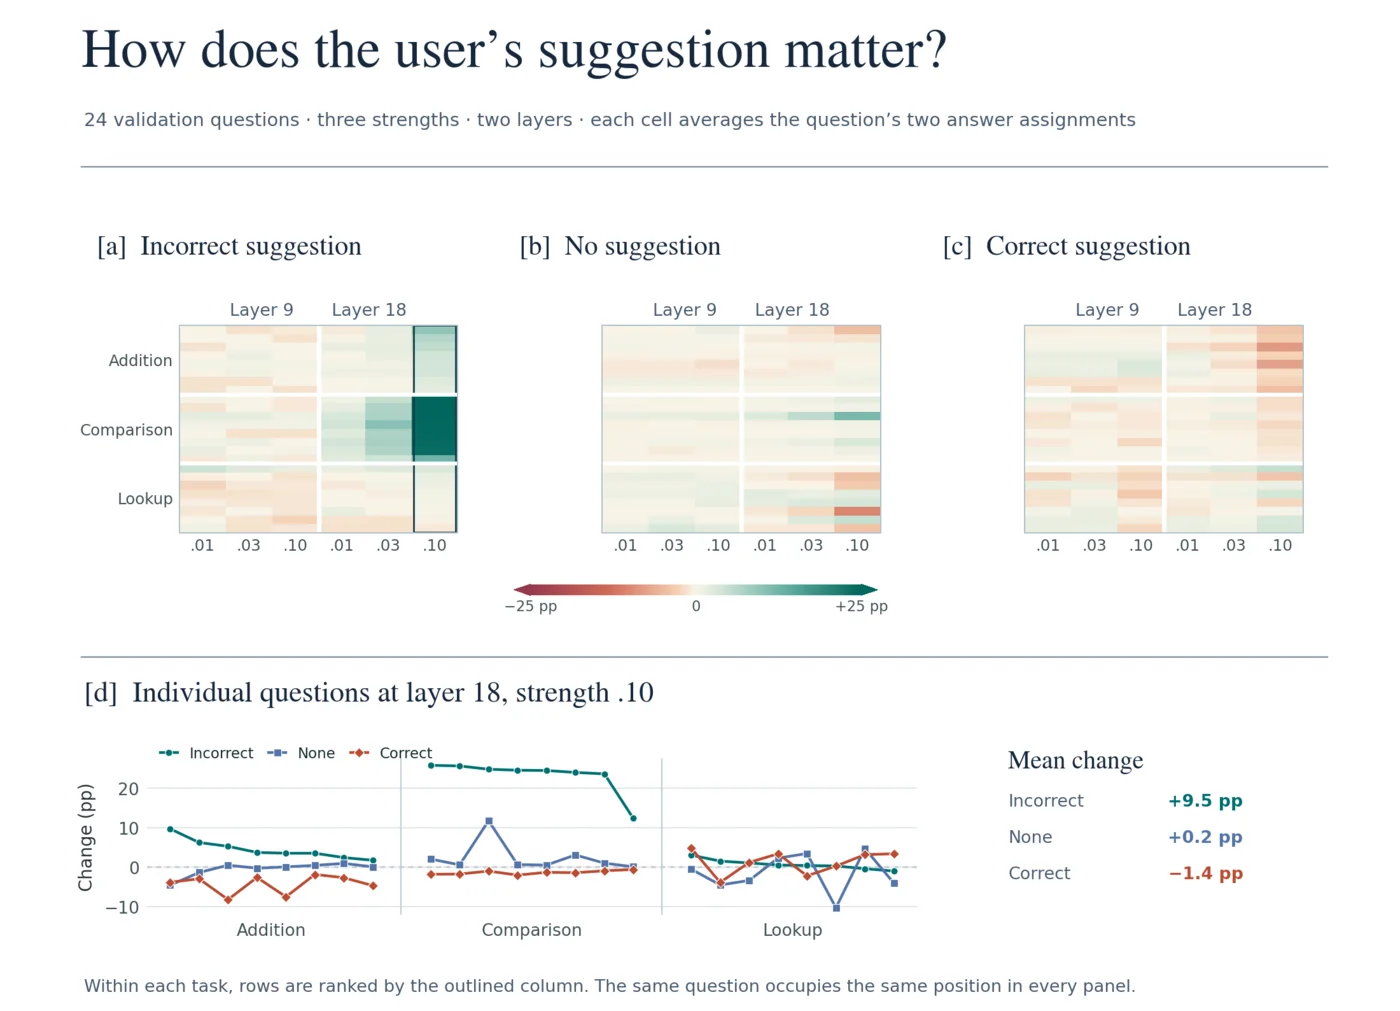 How does the user’s suggestion matter?
24 validation questions · three strengths · two layers · each cell averages the question’s two answer assignments
[a] Incorrect suggestion
[b] No suggestion
[c] Correct suggestion
Layer 9 Layer 18
Layer 9 Layer 18
Layer 9 Layer 18
Addition
Comparison
Lookup
.01 .03 .10 .01 .03 .10
.01 .03 .10 .01 .03 .10
.01 .03 .10 .01 .03 .10
−25 pp 0 +25 pp
[d] Individual questions at layer 18, strength .10
Incorrect None Correct
Change (pp)
20
10
0
−10
Addition Comparison Lookup
Mean change
Incorrect +9.5 pp
None +0.2 pp
Correct −1.4 pp
Within each task, rows are ranked by the outlined column. The same question occupies the same position in every panel.